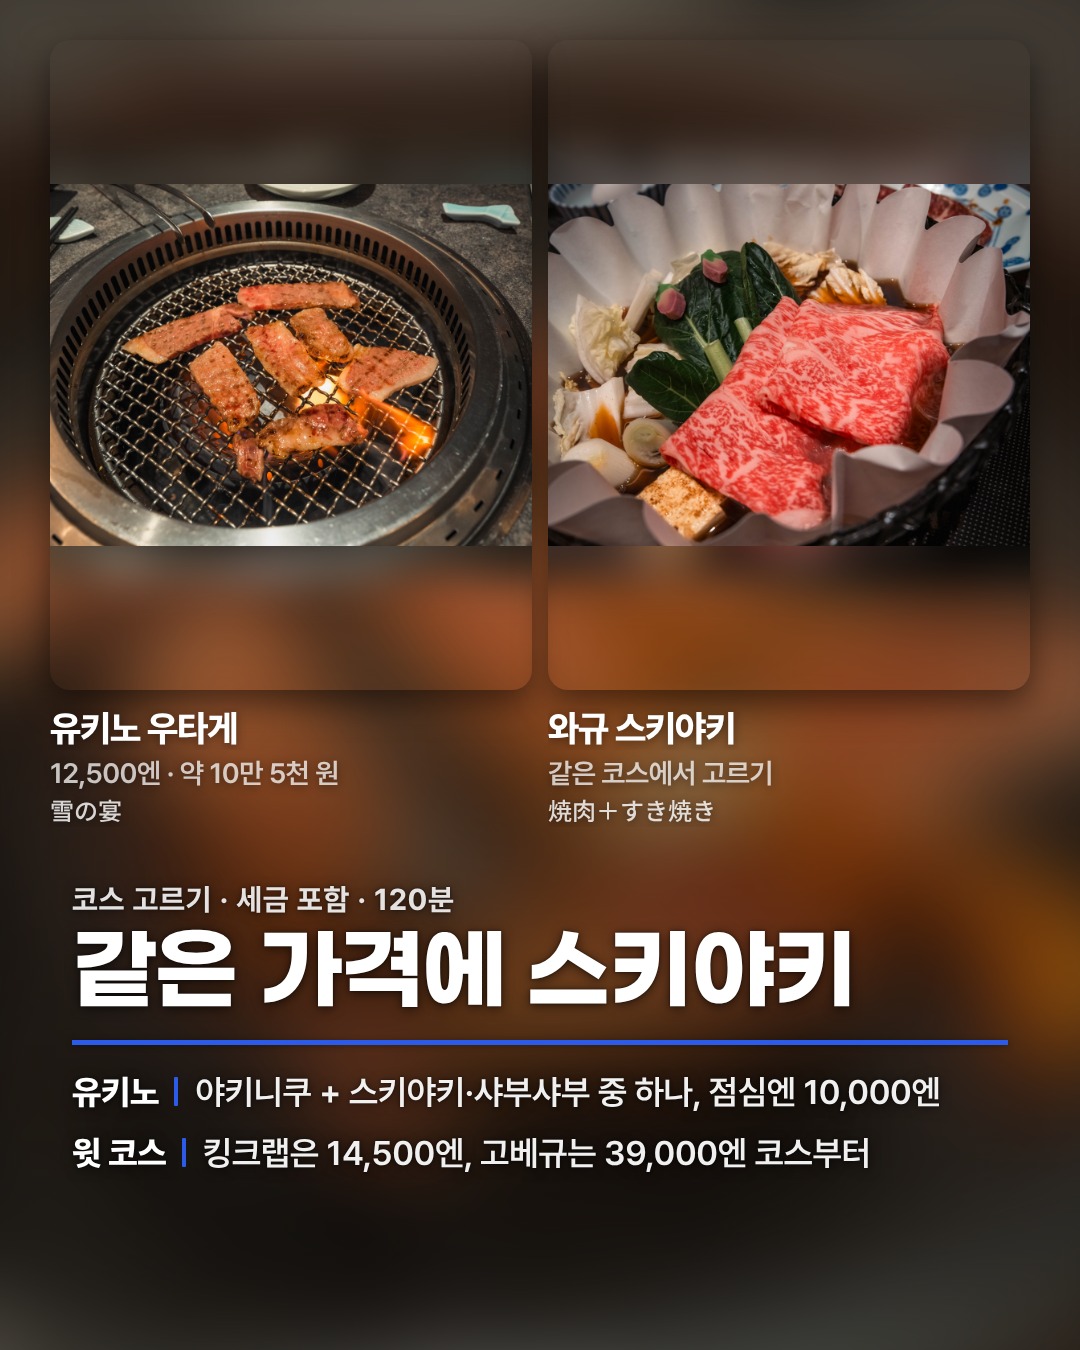 유키노 우타게
12,500엔 · 약 10만 5천 원
雪の宴
와규 스키야키
같은 코스에서 고르기
焼肉＋すき焼き
코스 고르기 · 세금 포함 · 120분
같은 가격에 스키야키
유키노 | 야키니쿠 + 스키야키·샤부샤부 중 하나, 점심엔 10,000엔
윗 코스 | 킹크랩은 14,500엔, 고베규는 39,000엔 코스부터